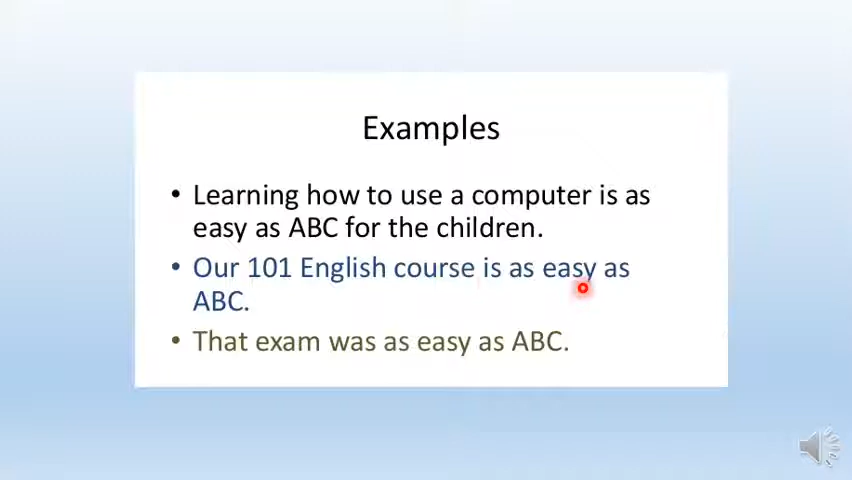 Examples
• Learning how to use a computer is as
easy as ABC for the children.
• Our 101 English course is as easy as
ABC.
• That exam was as easy as ABC.